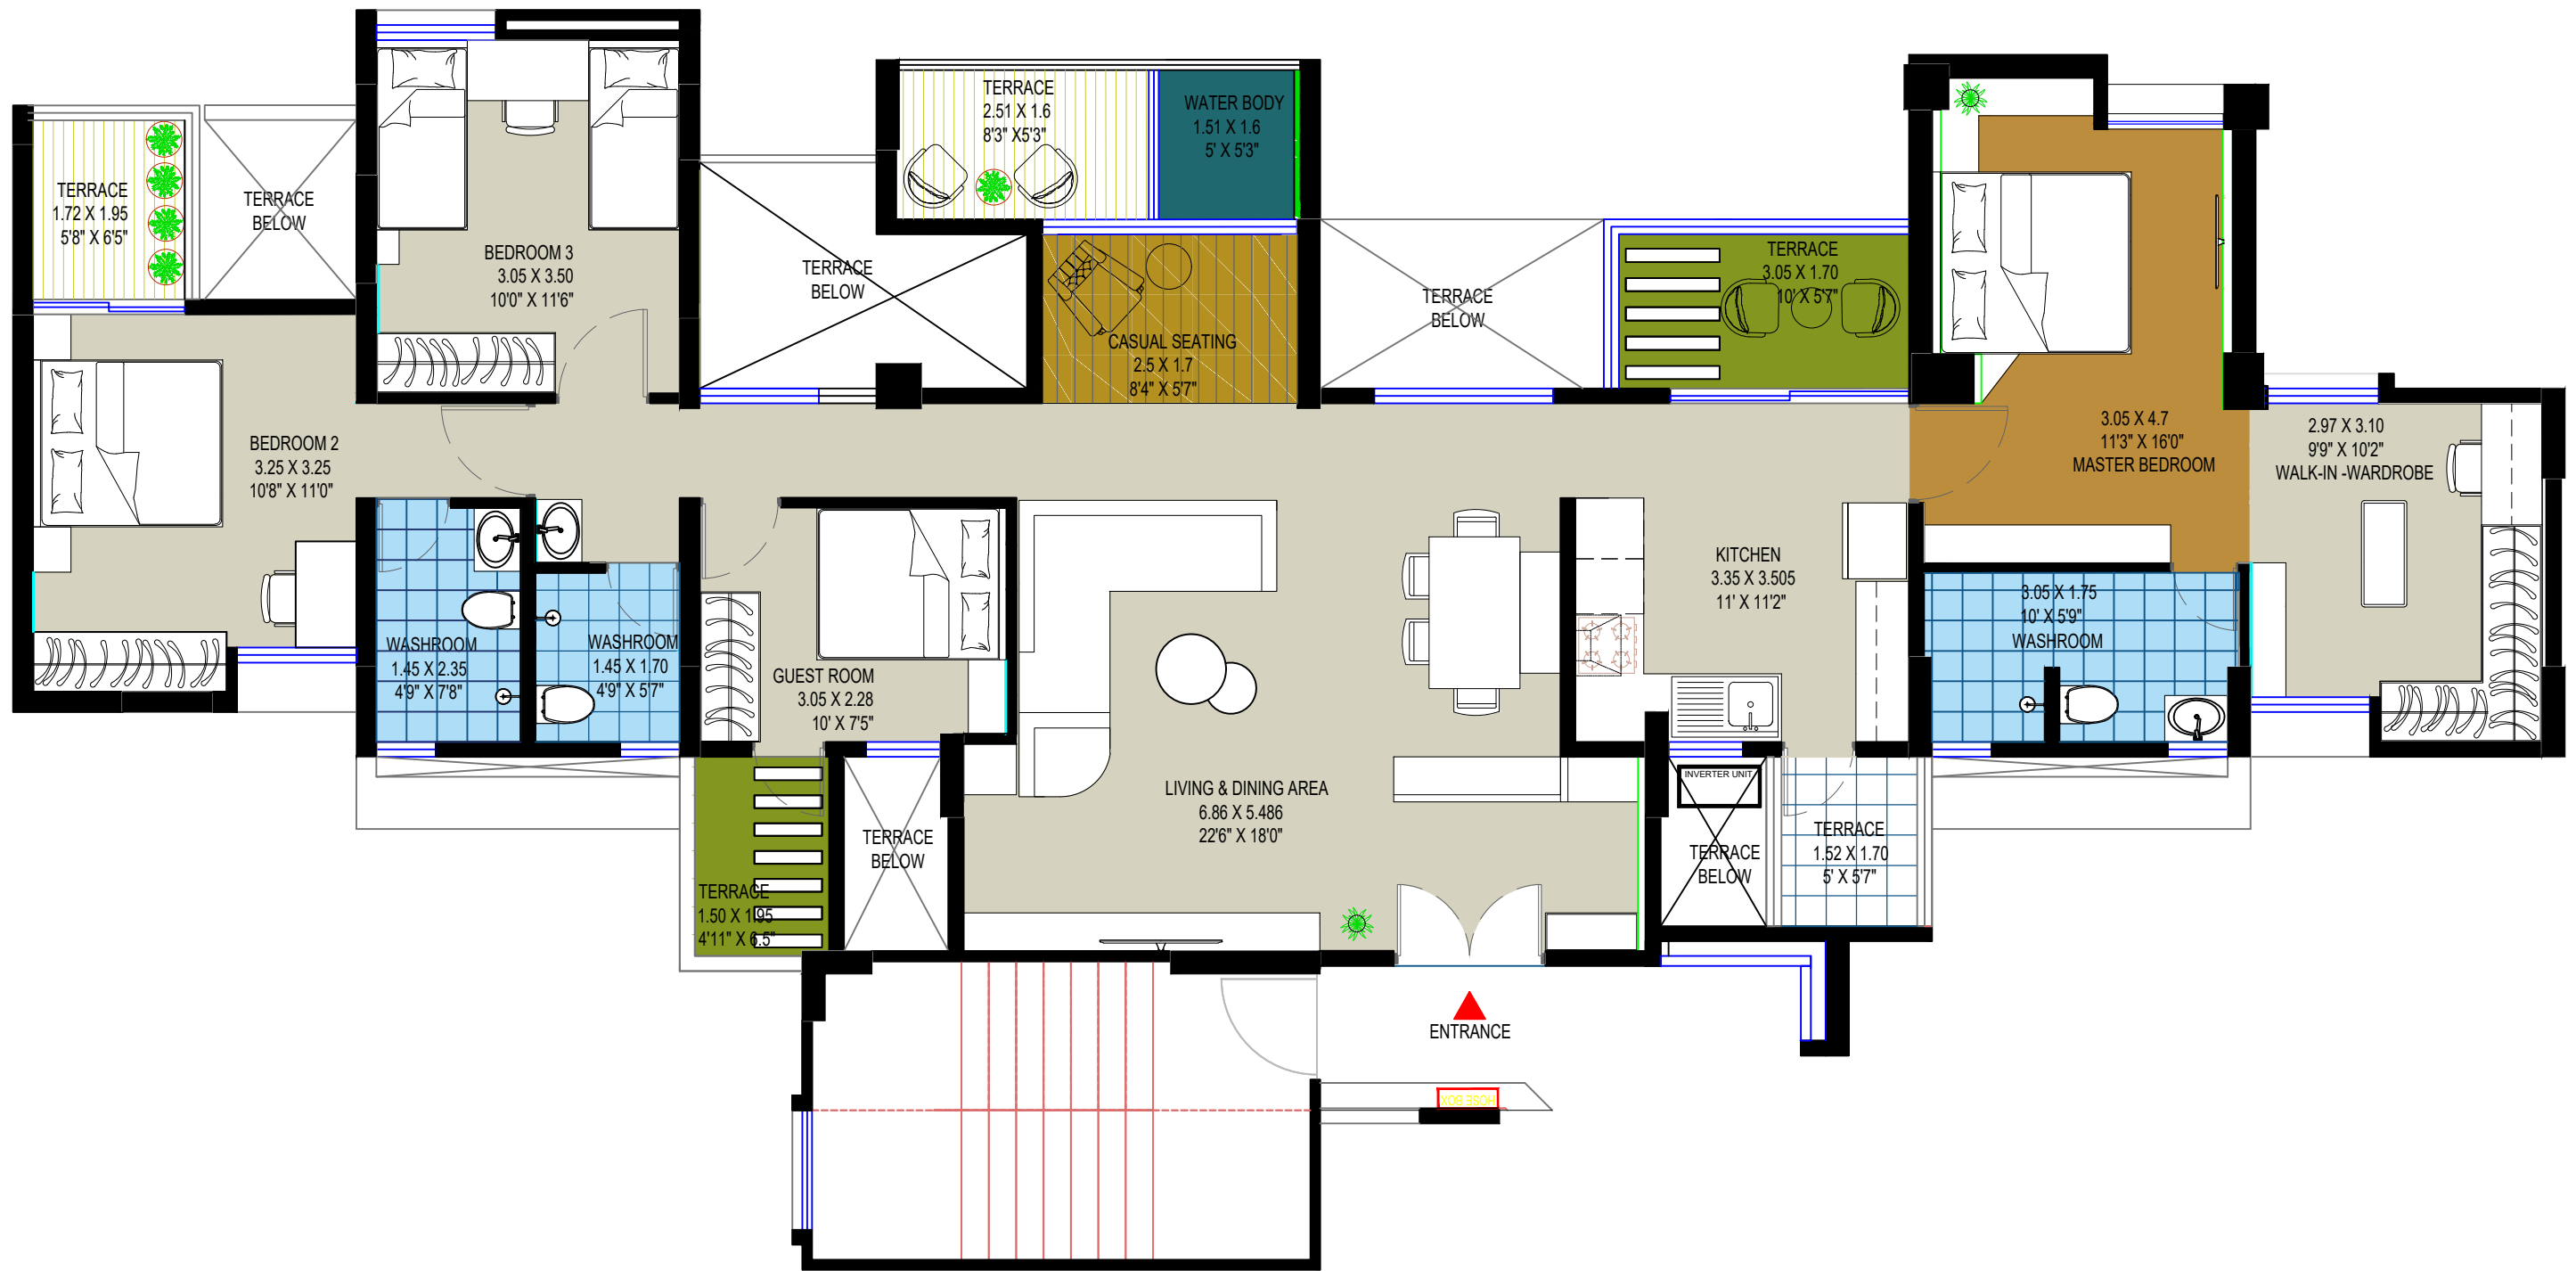 TERRACE
1.72 X 1.95
5'8" X 6'5"
TERRACE
BELOW
BEDROOM 3
3.05 X 3.50
10'0" X 11'6"
TERRACE
BELOW
TERRACE
2.51 X 1.6
8'3" X5'3"
WATER BODY
1.51 X 1.6
5' X 5'3"
CASUAL SEATING
2.5 X 1.7
8'4" X 5'7"
TERRACE
BELOW
TERRACE
3.05 X 1.70
10' X 5'7"
3.05 X 4.7
11'3" X 16'0"
MASTER BEDROOM
2.97 X 3.10
9'9" X 10'2"
WALK-IN -WARDROBE
BEDROOM 2
3.25 X 3.25
10'8" X 11'0"
WASHROOM
1.45 X 2.35
4'9" X 7'8"
WASHROOM
1.45 X 1.70
4'9" X 5'7"
GUEST ROOM
3.05 X 2.28
10' X 7'5"
KITCHEN
3.35 X 3.505
11' X 11'2"
3.05 X 1.75
10' X 5'9"
WASHROOM
LIVING & DINING AREA
6.86 X 5.486
22'6" X 18'0"
INVERTER UNIT
TERRACE
BELOW
TERRACE
1.52 X 1.70
5' X 5'7"
TERRACE
BELOW
TERRACE
1.50 X 1.95
4'11" X 6.5"
ENTRANCE
HOSE BOX